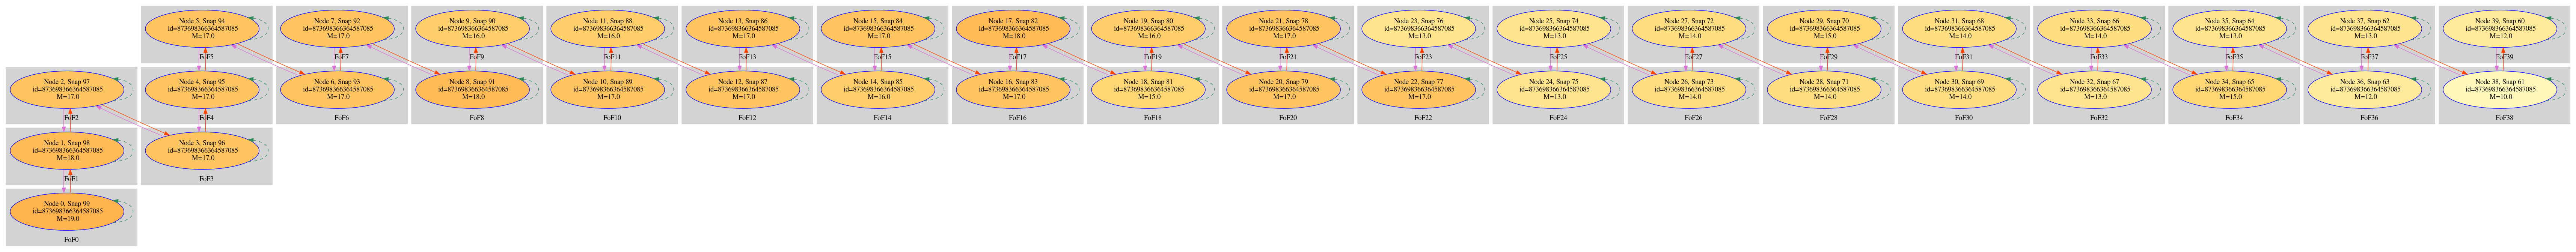 Node 5, Snap 94
id=873698366364587085
M=17.0
FoF5
Node 7, Snap 92
id=873698366364587085
M=17.0
FoF7
Node 9, Snap 90
id=873698366364587085
M=16.0
FoF9
Node 11, Snap 88
id=873698366364587085
M=16.0
FoF11
Node 13, Snap 86
id=873698366364587085
M=17.0
FoF13
Node 15, Snap 84
id=873698366364587085
M=17.0
FoF15
Node 17, Snap 82
id=873698366364587085
M=18.0
FoF17
Node 19, Snap 80
id=873698366364587085
M=16.0
FoF19
Node 21, Snap 78
id=873698366364587085
M=17.0
FoF21
Node 23, Snap 76
id=873698366364587085
M=13.0
FoF23
Node 25, Snap 74
id=873698366364587085
M=13.0
FoF25
Node 27, Snap 72
id=873698366364587085
M=14.0
FoF27
Node 29, Snap 70
id=873698366364587085
M=15.0
FoF29
Node 31, Snap 68
id=873698366364587085
M=14.0
FoF31
Node 33, Snap 66
id=873698366364587085
M=14.0
FoF33
Node 35, Snap 64
id=873698366364587085
M=13.0
FoF35
Node 37, Snap 62
id=873698366364587085
M=13.0
FoF37
Node 39, Snap 60
id=873698366364587085
M=12.0
FoF39
Node 2, Snap 97
id=873698366364587085
M=17.0
FoF2
Node 4, Snap 95
id=873698366364587085
M=17.0
FoF4
Node 6, Snap 93
id=873698366364587085
M=17.0
FoF6
Node 8, Snap 91
id=873698366364587085
M=18.0
FoF8
Node 10, Snap 89
id=873698366364587085
M=17.0
FoF10
Node 12, Snap 87
id=873698366364587085
M=17.0
FoF12
Node 14, Snap 85
id=873698366364587085
M=16.0
FoF14
Node 16, Snap 83
id=873698366364587085
M=17.0
FoF16
Node 18, Snap 81
id=873698366364587085
M=15.0
FoF18
Node 20, Snap 79
id=873698366364587085
M=17.0
FoF20
Node 22, Snap 77
id=873698366364587085
M=17.0
FoF22
Node 24, Snap 75
id=873698366364587085
M=13.0
FoF24
Node 26, Snap 73
id=873698366364587085
M=14.0
FoF26
Node 28, Snap 71
id=873698366364587085
M=14.0
FoF28
Node 30, Snap 69
id=873698366364587085
M=14.0
FoF30
Node 32, Snap 67
id=873698366364587085
M=13.0
FoF32
Node 34, Snap 65
id=873698366364587085
M=15.0
FoF34
Node 36, Snap 63
id=873698366364587085
M=12.0
FoF36
Node 38, Snap 61
id=873698366364587085
M=10.0
FoF38
Node 1, Snap 98
id=873698366364587085
M=18.0
FoF1
Node 3, Snap 96
id=873698366364587085
M=17.0
FoF3
Node 0, Snap 99
id=873698366364587085
M=19.0
FoF0